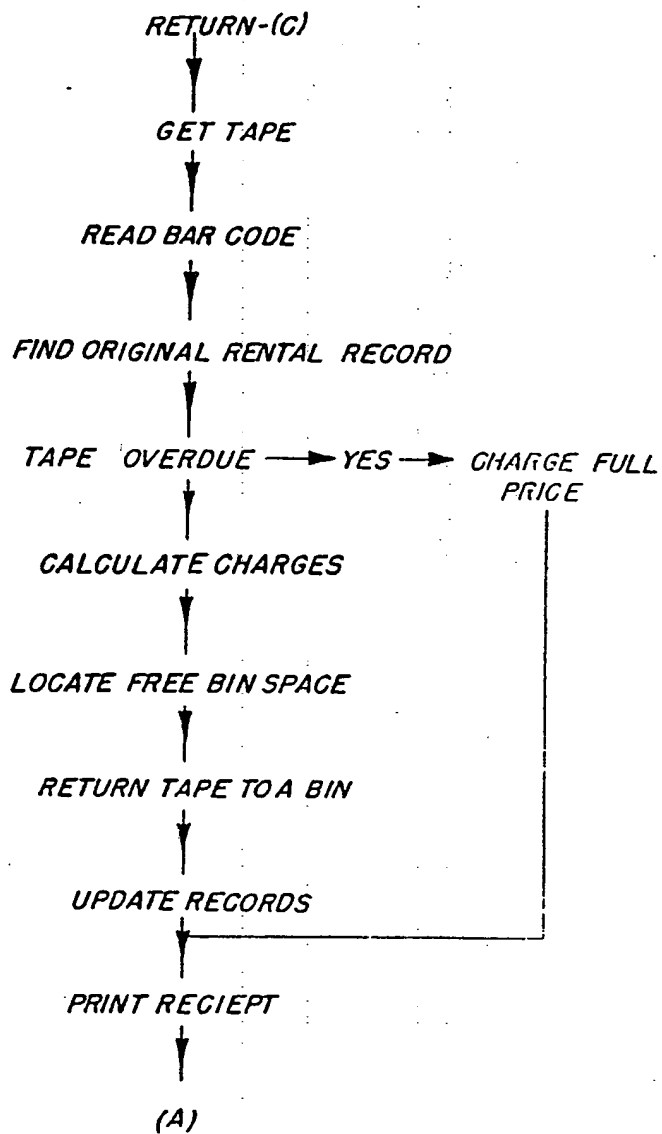 RETURN-(C)
GET TAPE
READ BAR CODE
FIND ORIGINAL RENTAL RECORD
TAPE OVERDUE YES CHARGE FULL
PRICE
CALCULATE CHARGES
LOCATE FREE BIN SPACE
RETURN TAPE TO A BIN
UPDATE RECORDS
PRINT RECIEPT
(A)